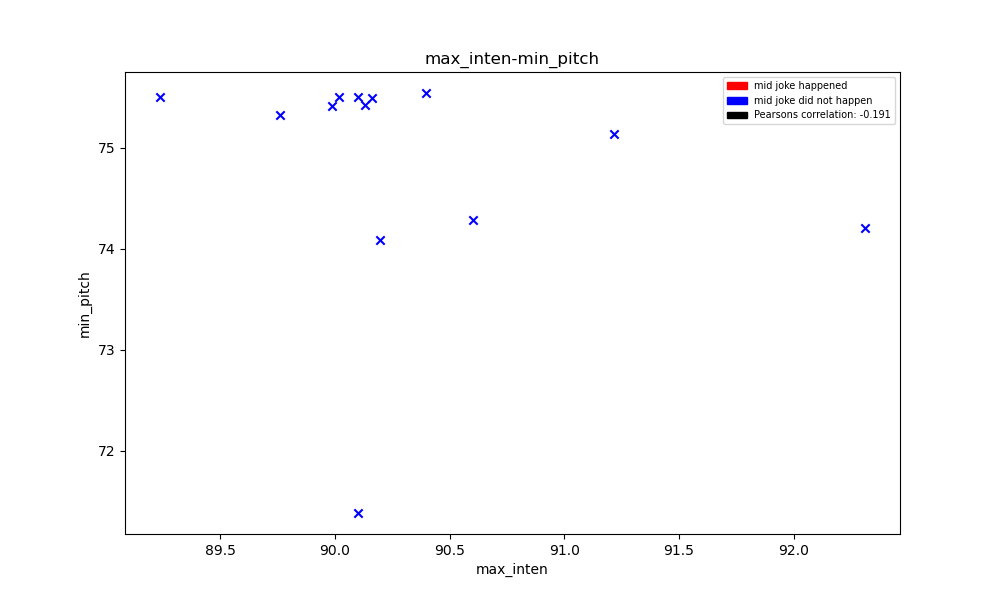 max_inten-min_pitch
mid joke happened
mid joke did not happen
Pearsons correlation: -0.191
75
74
73
72
min_pitch
89.5 90.0 90.5 91.0 91.5 92.0
max_inten